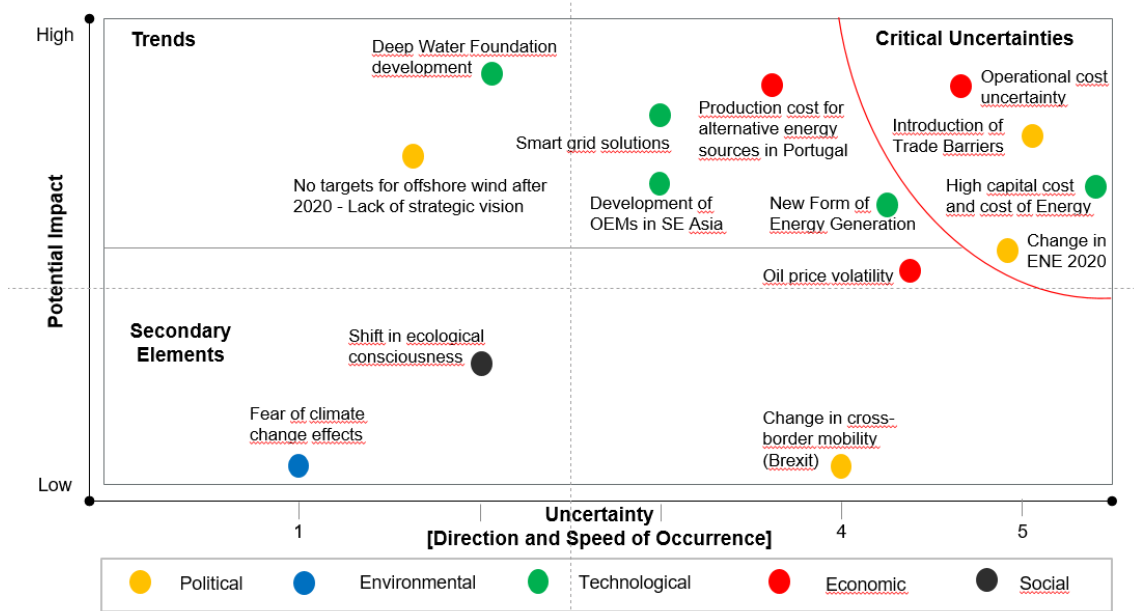 High
Trends
Critical Uncertainties
Deep Water Foundation
development
Operational cost
uncertainty
Production cost for
alternative energy
sources in Portugal
Introduction of
Trade Barriers
Smart grid solutions
No targets for offshore wind after
2020 - Lack of strategic vision
Development of
OEMs in SE Asia
New Form of
Energy Generation
High capital cost
and cost of Energy
Change in
ENE 2020
Oil price volatility
Potential Impact
Secondary
Elements
Shift in ecological
consciousness
Fear of climate
change effects
Change in cross-
border mobility
(Brexit)
Low
1
4
5
Uncertainty
[Direction and Speed of Occurrence]
Political
Environmental
Technological
Economic
Social